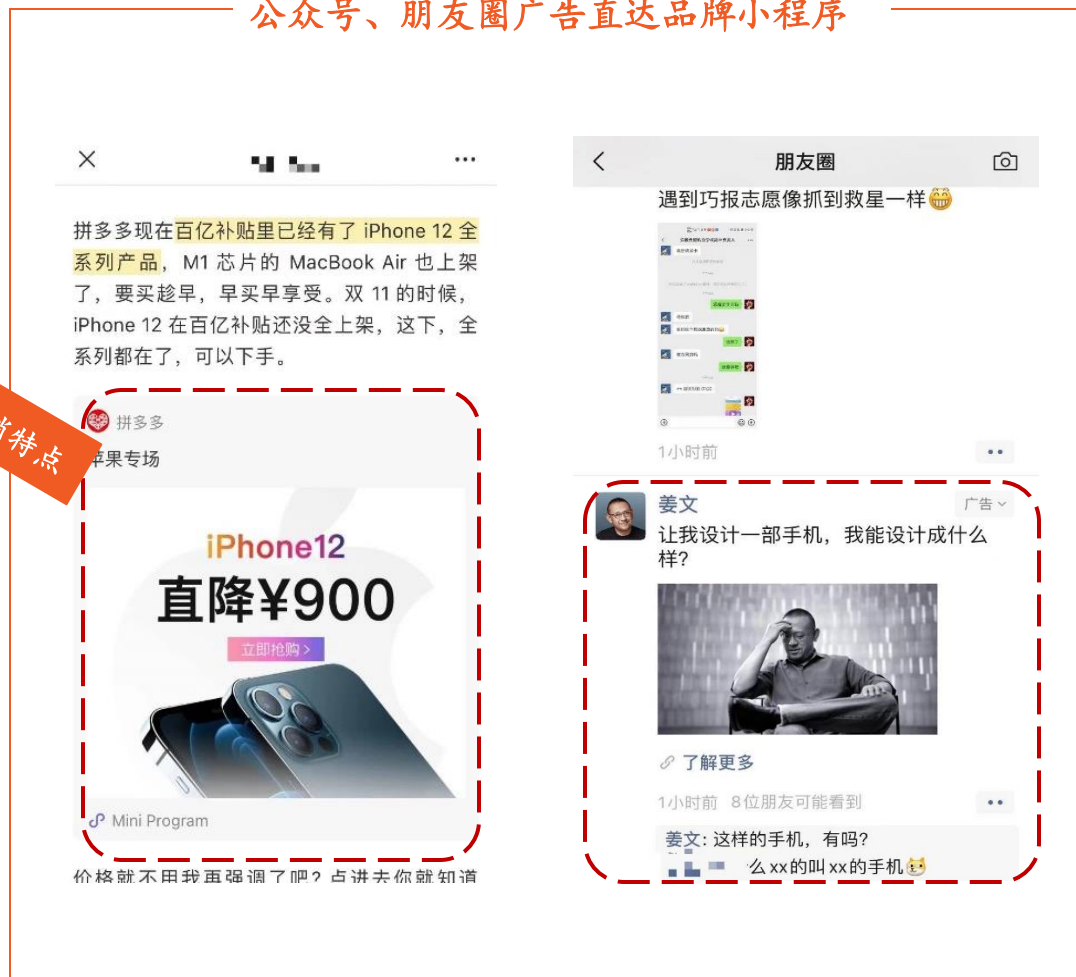 公众号、朋友圈广告直达品牌小程序
拼多多现在百亿补贴里已经有了 iPhone 12 全
系列产品，M1 芯片的 MacBook Air 也上架
了，要买趁早，早买早享受。双 11 的时候，
iPhone 12 在百亿补贴还没全上架，这下，全
系列都在了，可以下手。
特点
拼多多
苹果专场
iPhone12
直降¥900
立即抢购 >
Mini Program
价格就不用我再强调了吧？点进去你就知道
朋友圈
遇到巧报志愿像抓到救星一样😁
1小时前
姜文
广告
让我设计一部手机，我能设计成什么
样?
了解更多
1小时前 8位朋友可能看到
姜文: 这样的手机，有吗?
么xx的叫xx的手机